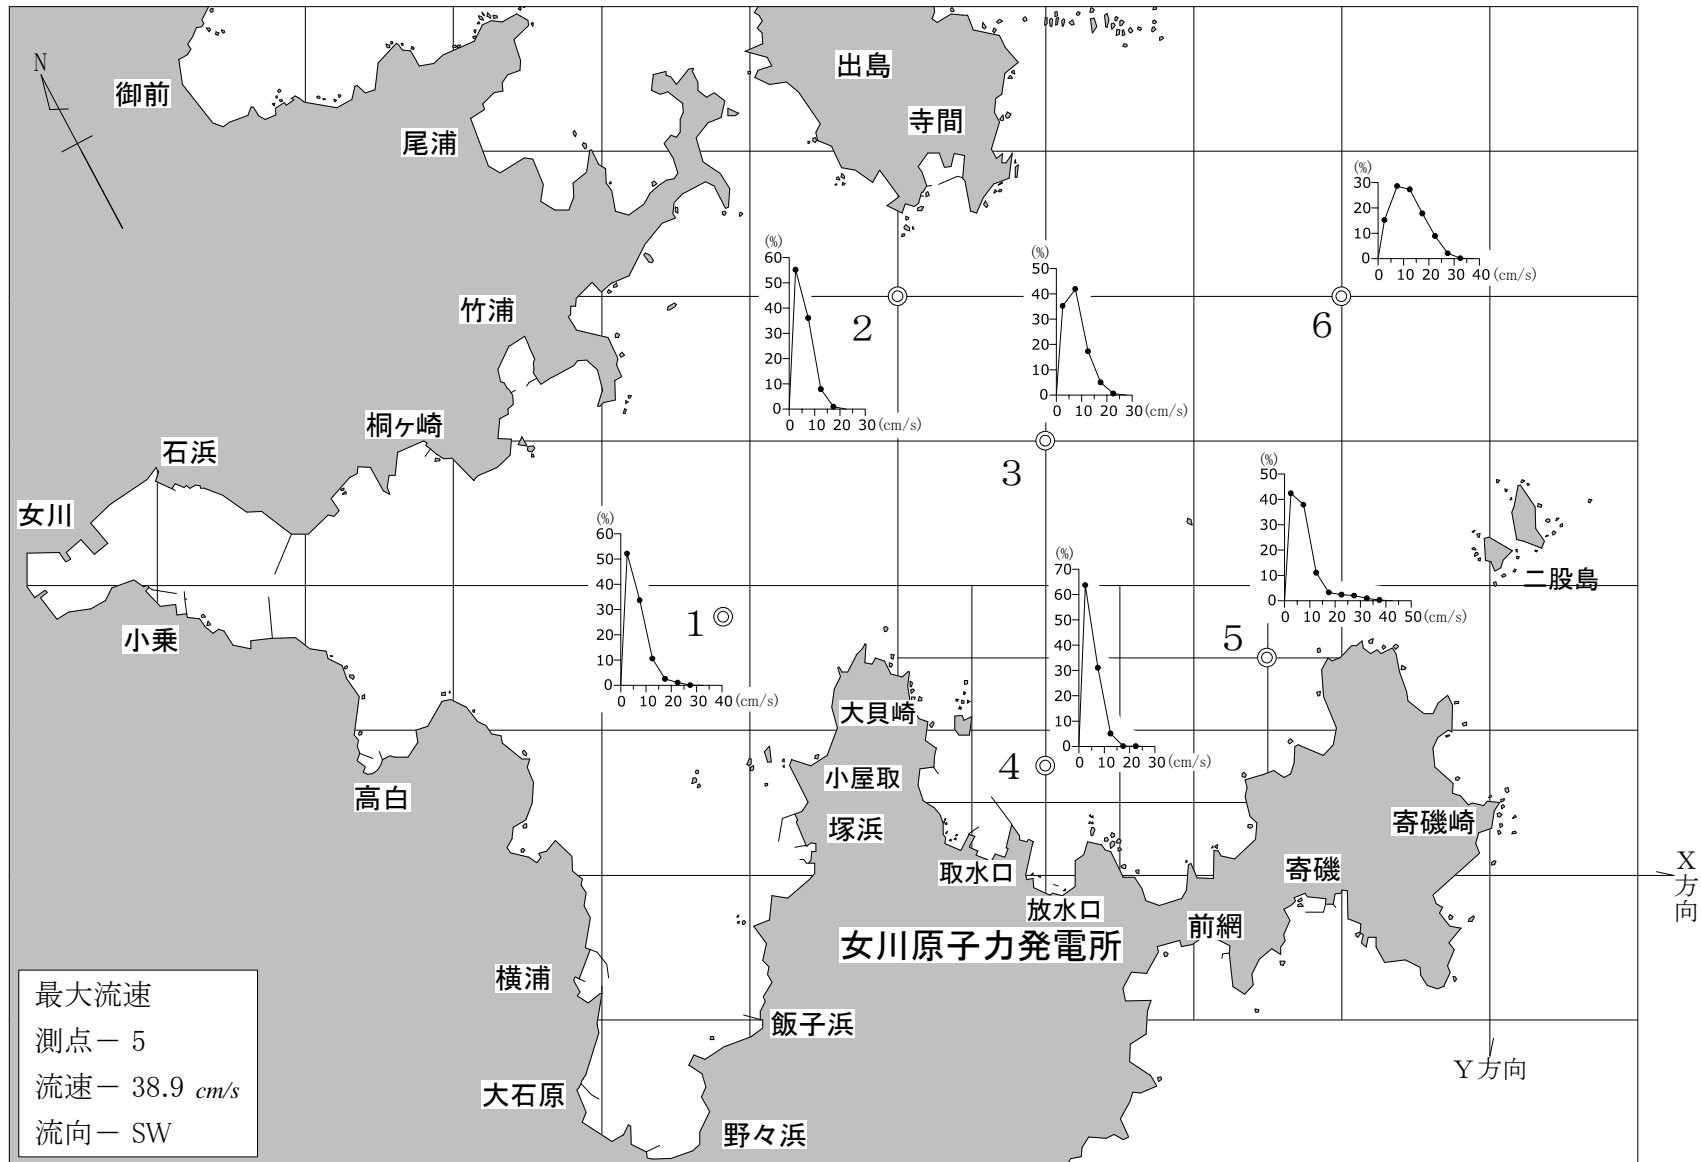 N
御前
尾浦
出島
寺間
竹浦
桐ヶ崎
石浜
女川
小乗
高白
横浦
大石原
野々浜
飯子浜
塚浜
小屋取
大貝崎
取水口
放水口
女川原子力発電所
前網
寄磯
寄磯崎
二股島
X方向
Y方向
1
2
3
4
5
6
(%)
60
50
40
30
20
10
0
0 10 20 30 (cm/s)
(%)
50
40
30
20
10
0
0 10 20 30 (cm/s)
(%)
30
20
10
0
0 10 20 30 40 (cm/s)
(%)
60
50
40
30
20
10
0
0 10 20 30 40 (cm/s)
(%)
70
60
50
40
30
20
10
0
0 10 20 30 (cm/s)
(%)
50
40
30
20
10
0
0 10 20 30 40 50 (cm/s)
最大流速
測点－ 5
流速－ 38.9 cm/s
流向－ SW